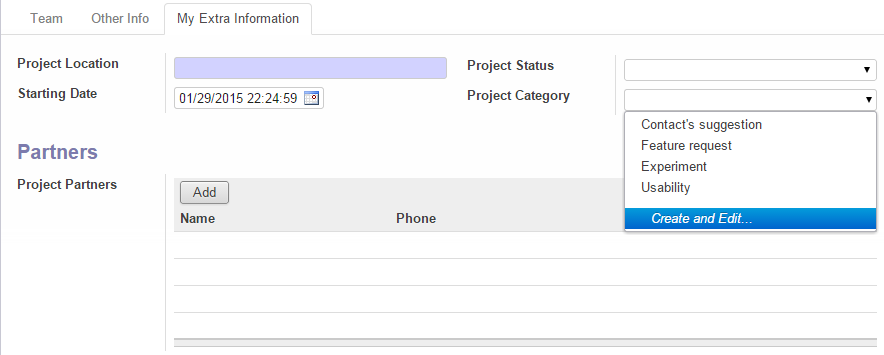 Team Other Info My Extra Information
Project Location
Project Status
Starting Date
01/29/2015 22:24:59
Project Category
Contact's suggestion
Feature request
Experiment
Usability
Create and Edit...
Partners
Project Partners
Add
Name Phone